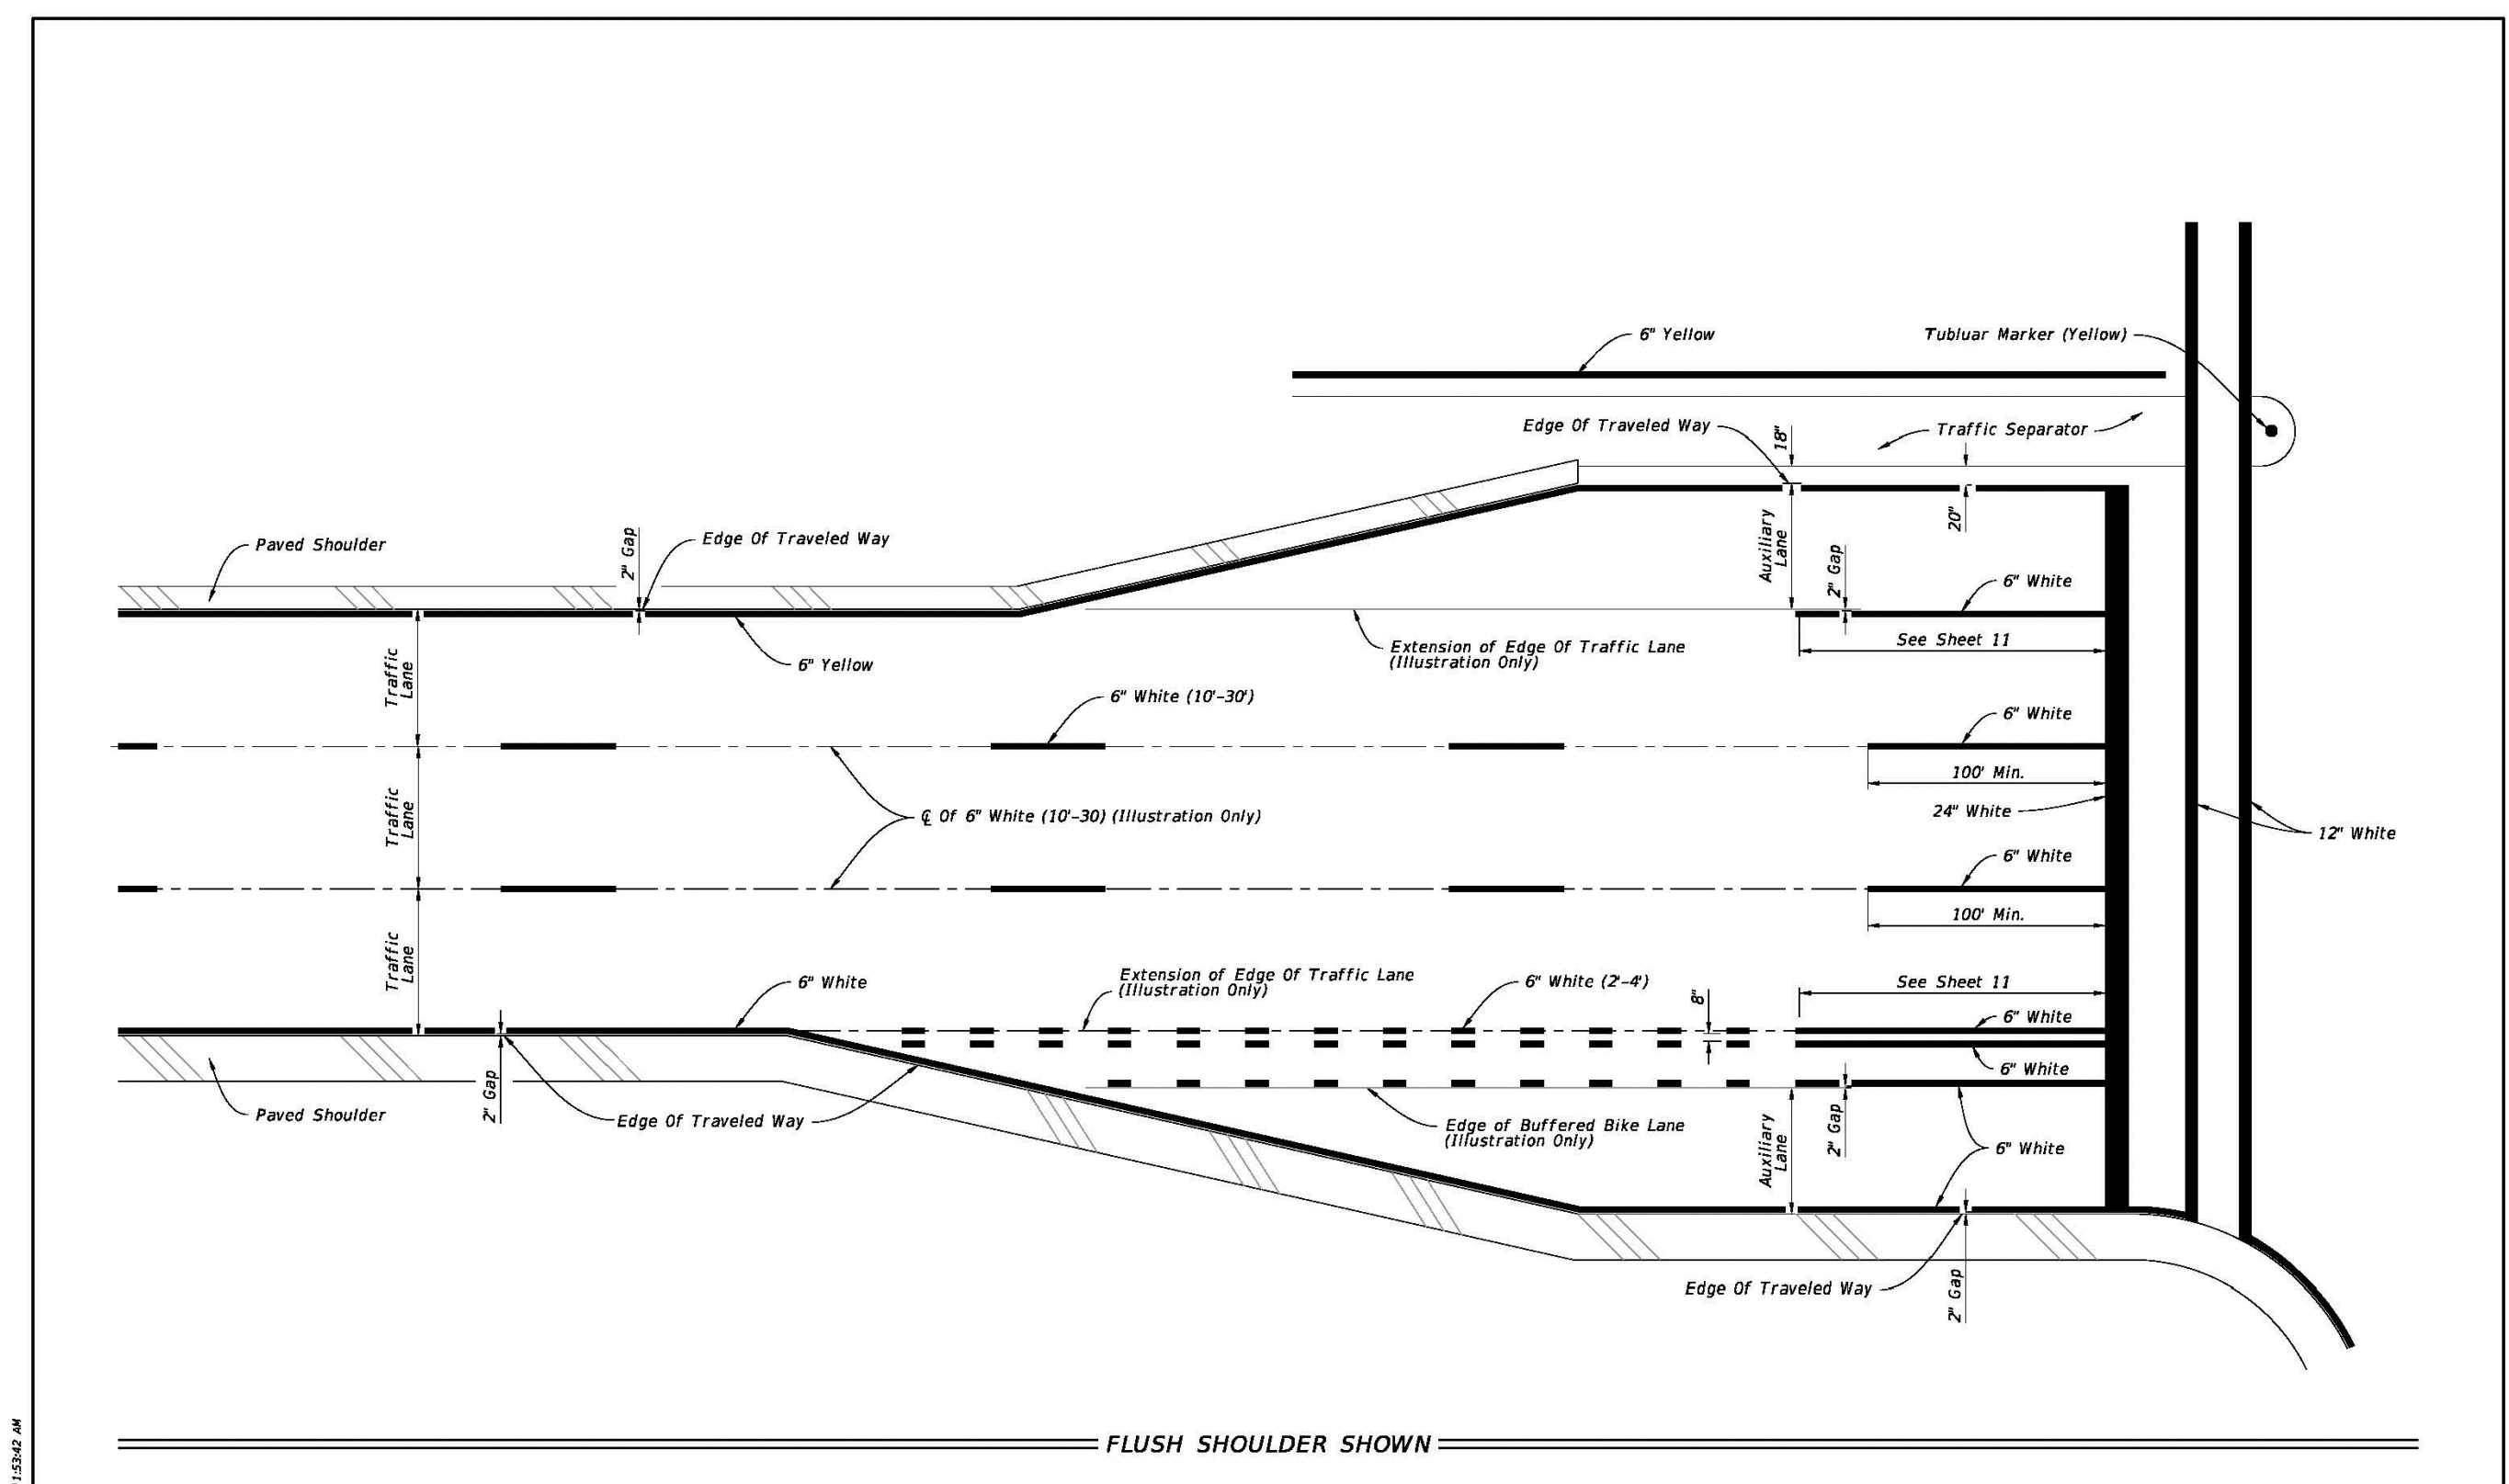 6" Yellow
Tubluar Marker (Yellow)
Edge Of Traveled Way
18"
Traffic Separator
Paved Shoulder
2" Gap
Edge Of Traveled Way
Auxiliary
Lane
20"
2" Gap
6" White
See Sheet 11
Extension of Edge Of Traffic Lane
(Illustration Only)
6" Yellow
Traffic
Lane
6" White (10'-30')
6" White
100' Min.
24" White
℄ Of 6" White (10'-30) (Illustration Only)
Traffic
Lane
12" White
6" White
100' Min.
Traffic
Lane
6" White
Extension of Edge Of Traffic Lane
(Illustration Only)
6" White (2'-4')
8"
See Sheet 11
6" White
6" White
Paved Shoulder
2" Gap
Edge Of Traveled Way
Edge of Buffered Bike Lane
(Illustration Only)
Auxiliary
Lane
2" Gap
6" White
Edge Of Traveled Way
2" Gap
FLUSH SHOULDER SHOWN
1:53:42 AM